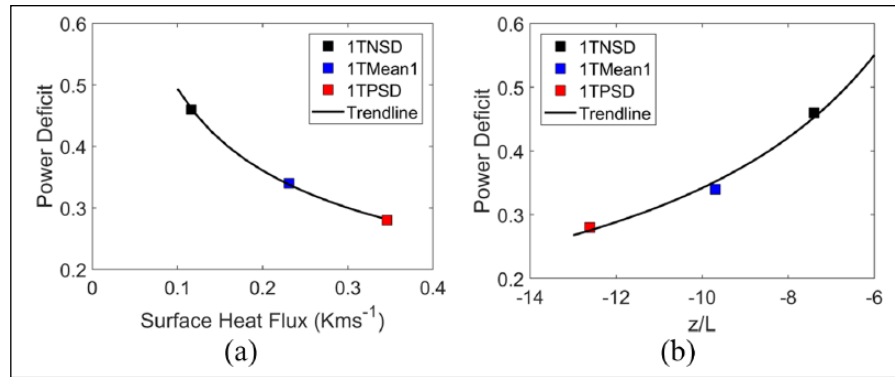 0.6
0.5
0.4
0.3
0.2
Power Deficit
1TNSD
1TMean1
1TPSD
Trendline
0
0.1
0.2
0.3
0.4
Surface Heat Flux (Kms⁻¹)
(a)
0.6
0.5
0.4
0.3
0.2
Power Deficit
1TNSD
1TMean1
1TPSD
Trendline
-14
-12
-10
-8
-6
z/L
(b)